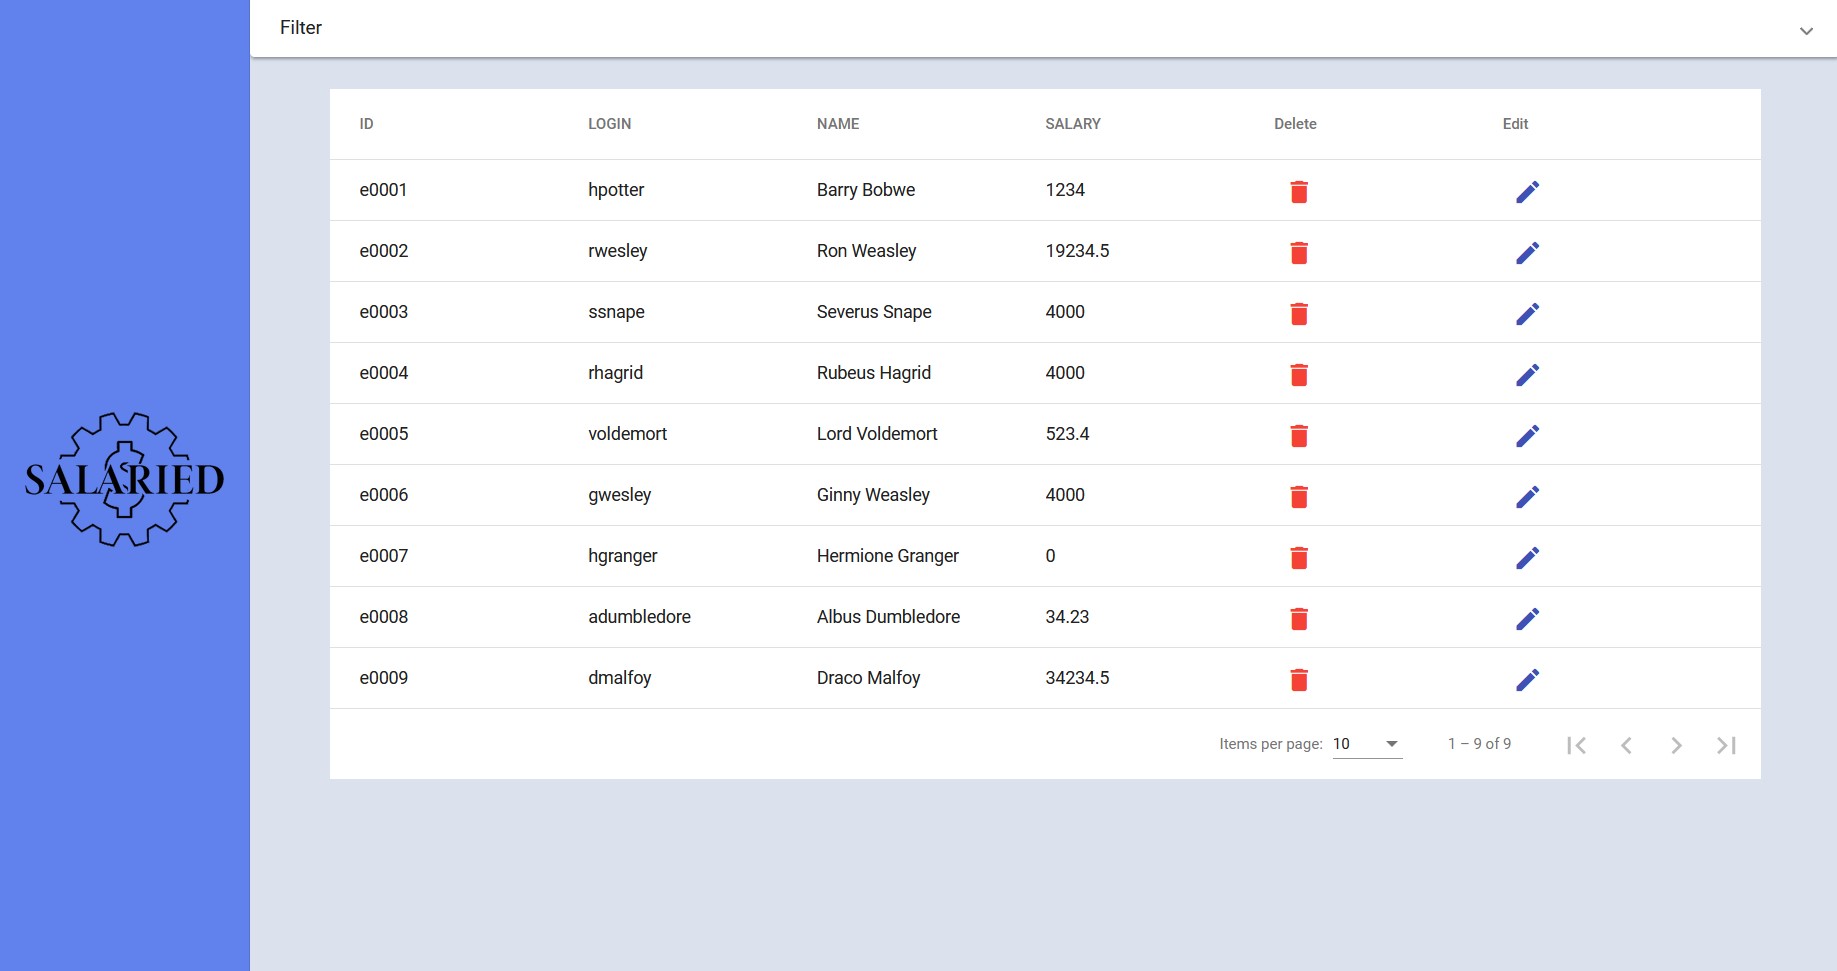 Filter
ID LOGIN NAME SALARY Delete Edit
e0001 hpotter Barry Bobwe 1234
e0002 rwesley Ron Weasley 19234.5
e0003 ssnape Severus Snape 4000
e0004 rhagrid Rubeus Hagrid 4000
e0005 voldemort Lord Voldemort 523.4
e0006 gwesley Ginny Weasley 4000
e0007 hgranger Hermione Granger 0
e0008 adumbledore Albus Dumbledore 34.23
e0009 dmalfoy Draco Malfoy 34234.5
Items per page: 10 1 – 9 of 9
SALARIED